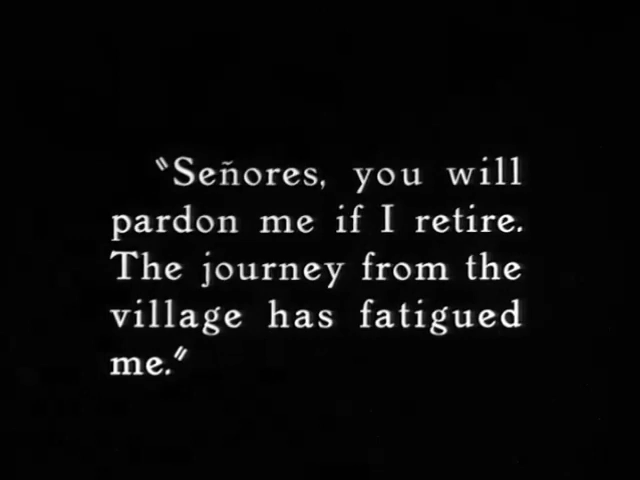 "Señores, you will
pardon me if I retire.
The journey from the
village has fatigued
me."